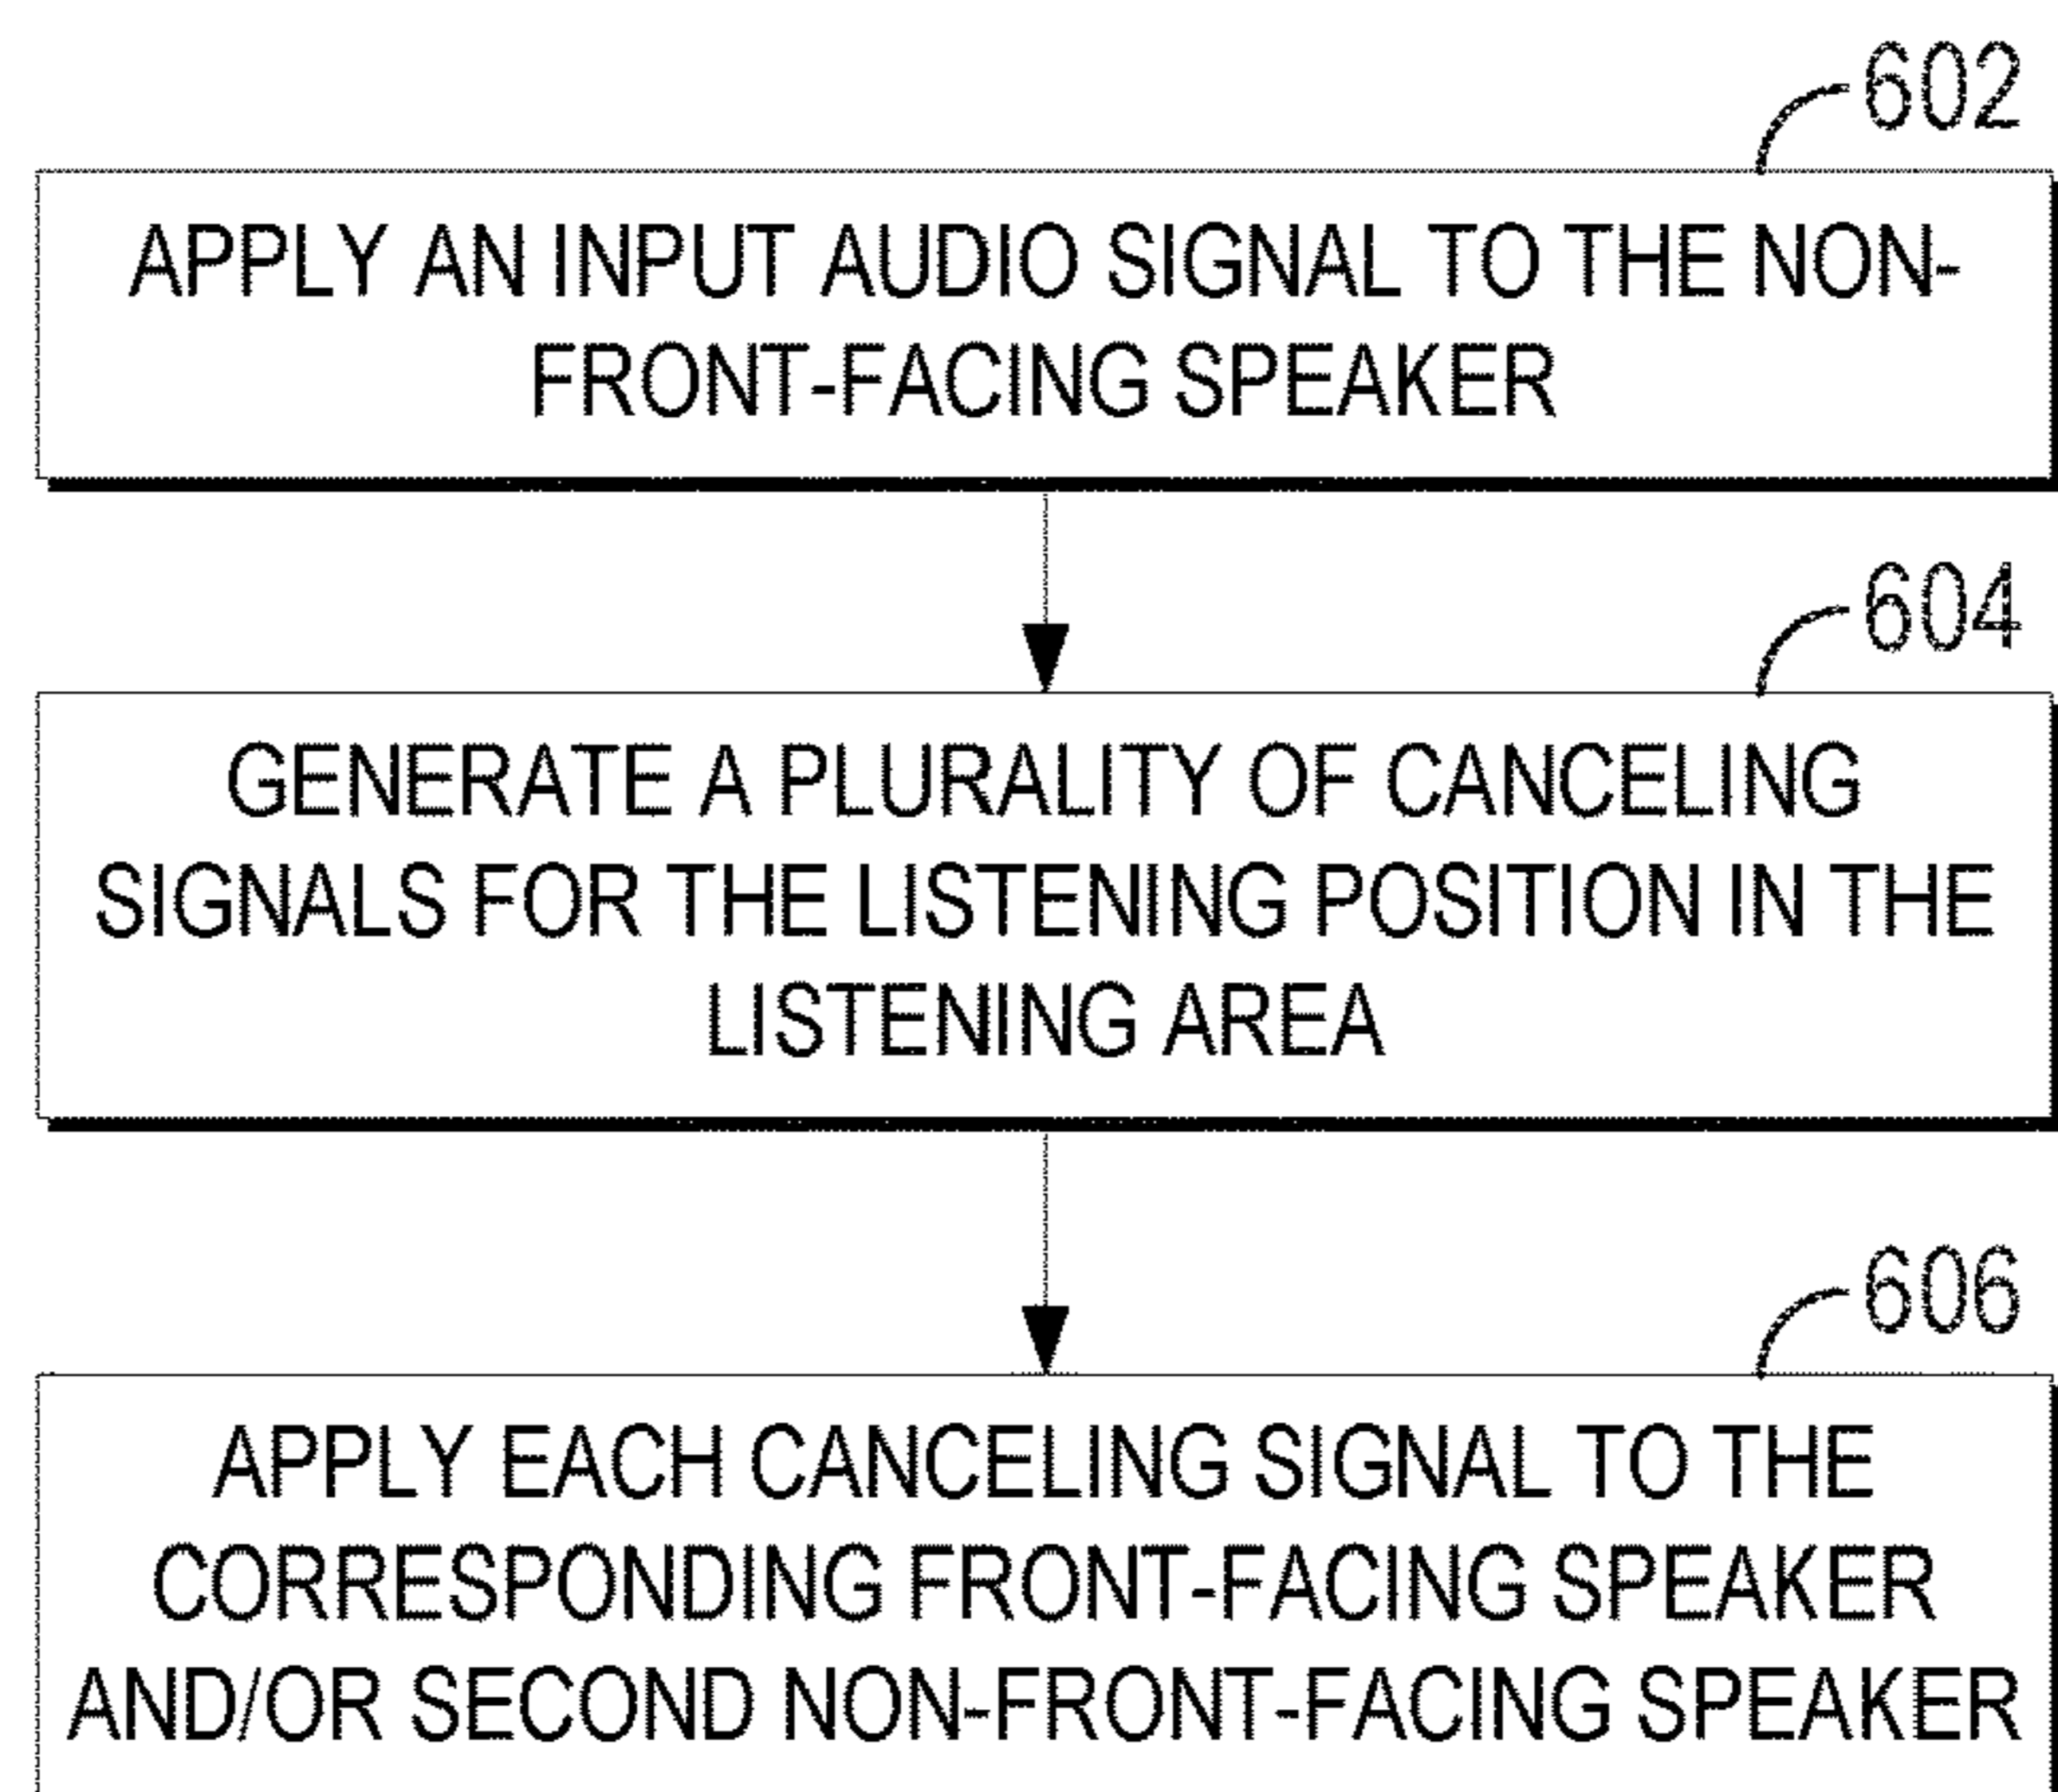 602
APPLY AN INPUT AUDIO SIGNAL TO THE NON-
FRONT-FACING SPEAKER
604
GENERATE A PLURALITY OF CANCELING
SIGNALS FOR THE LISTENING POSITION IN THE
LISTENING AREA
606
APPLY EACH CANCELING SIGNAL TO THE
CORRESPONDING FRONT-FACING SPEAKER
AND/OR SECOND NON-FRONT-FACING SPEAKER